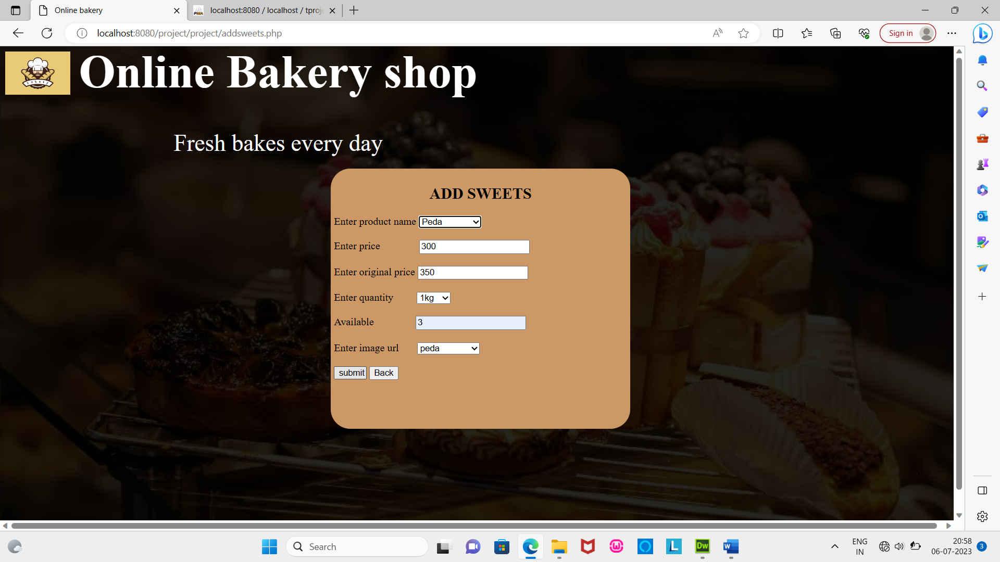 Online bakery
localhost:8080 / localhost / tproj
localhost:8080/project/project/addsweets.php
Sign in
bakery
Online Bakery shop
Fresh bakes every day
ADD SWEETS
Enter product name Peda
Enter price 300
Enter original price 350
Enter quantity 1kg
Available 3
Enter image url peda
submit Back
Search
Dw
W
ENG
IN
20:58
06-07-2023
3